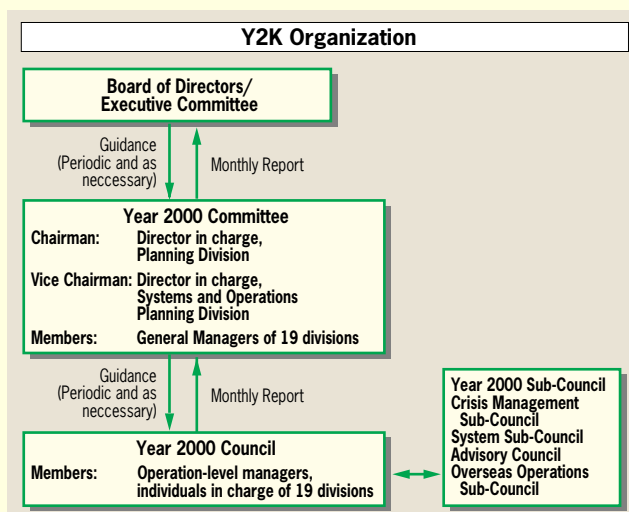 Y2K Organization
Board of Directors/
Executive Committee
Guidance
(Periodic and as
neccessary)
Monthly Report
Year 2000 Committee
Chairman: Director in charge,
Planning Division
Vice Chairman: Director in charge,
Systems and Operations
Planning Division
Members: General Managers of 19 divisions
Guidance
(Periodic and as
neccessary)
Monthly Report
Year 2000 Council
Members: Operation-level managers,
individuals in charge of 19 divisions
Year 2000 Sub-Council
Crisis Management
Sub-Council
System Sub-Council
Advisory Council
Overseas Operations
Sub-Council